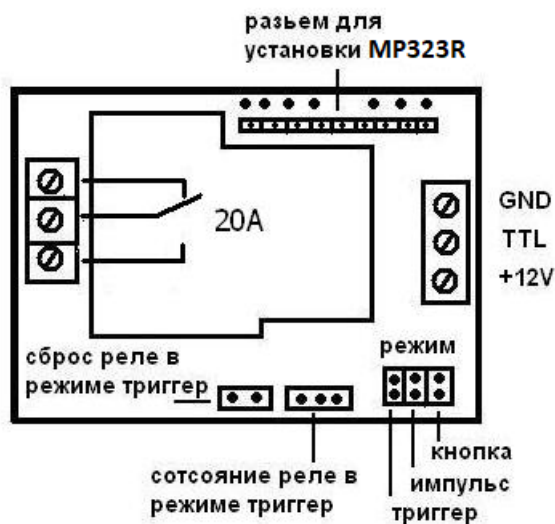 разьем для
установки MP323R
20А
GND
TTL
+12V
сброс реле в
режиме триггер
режим
кнопка
импульс
триггер
сотсояние реле в
режиме триггер